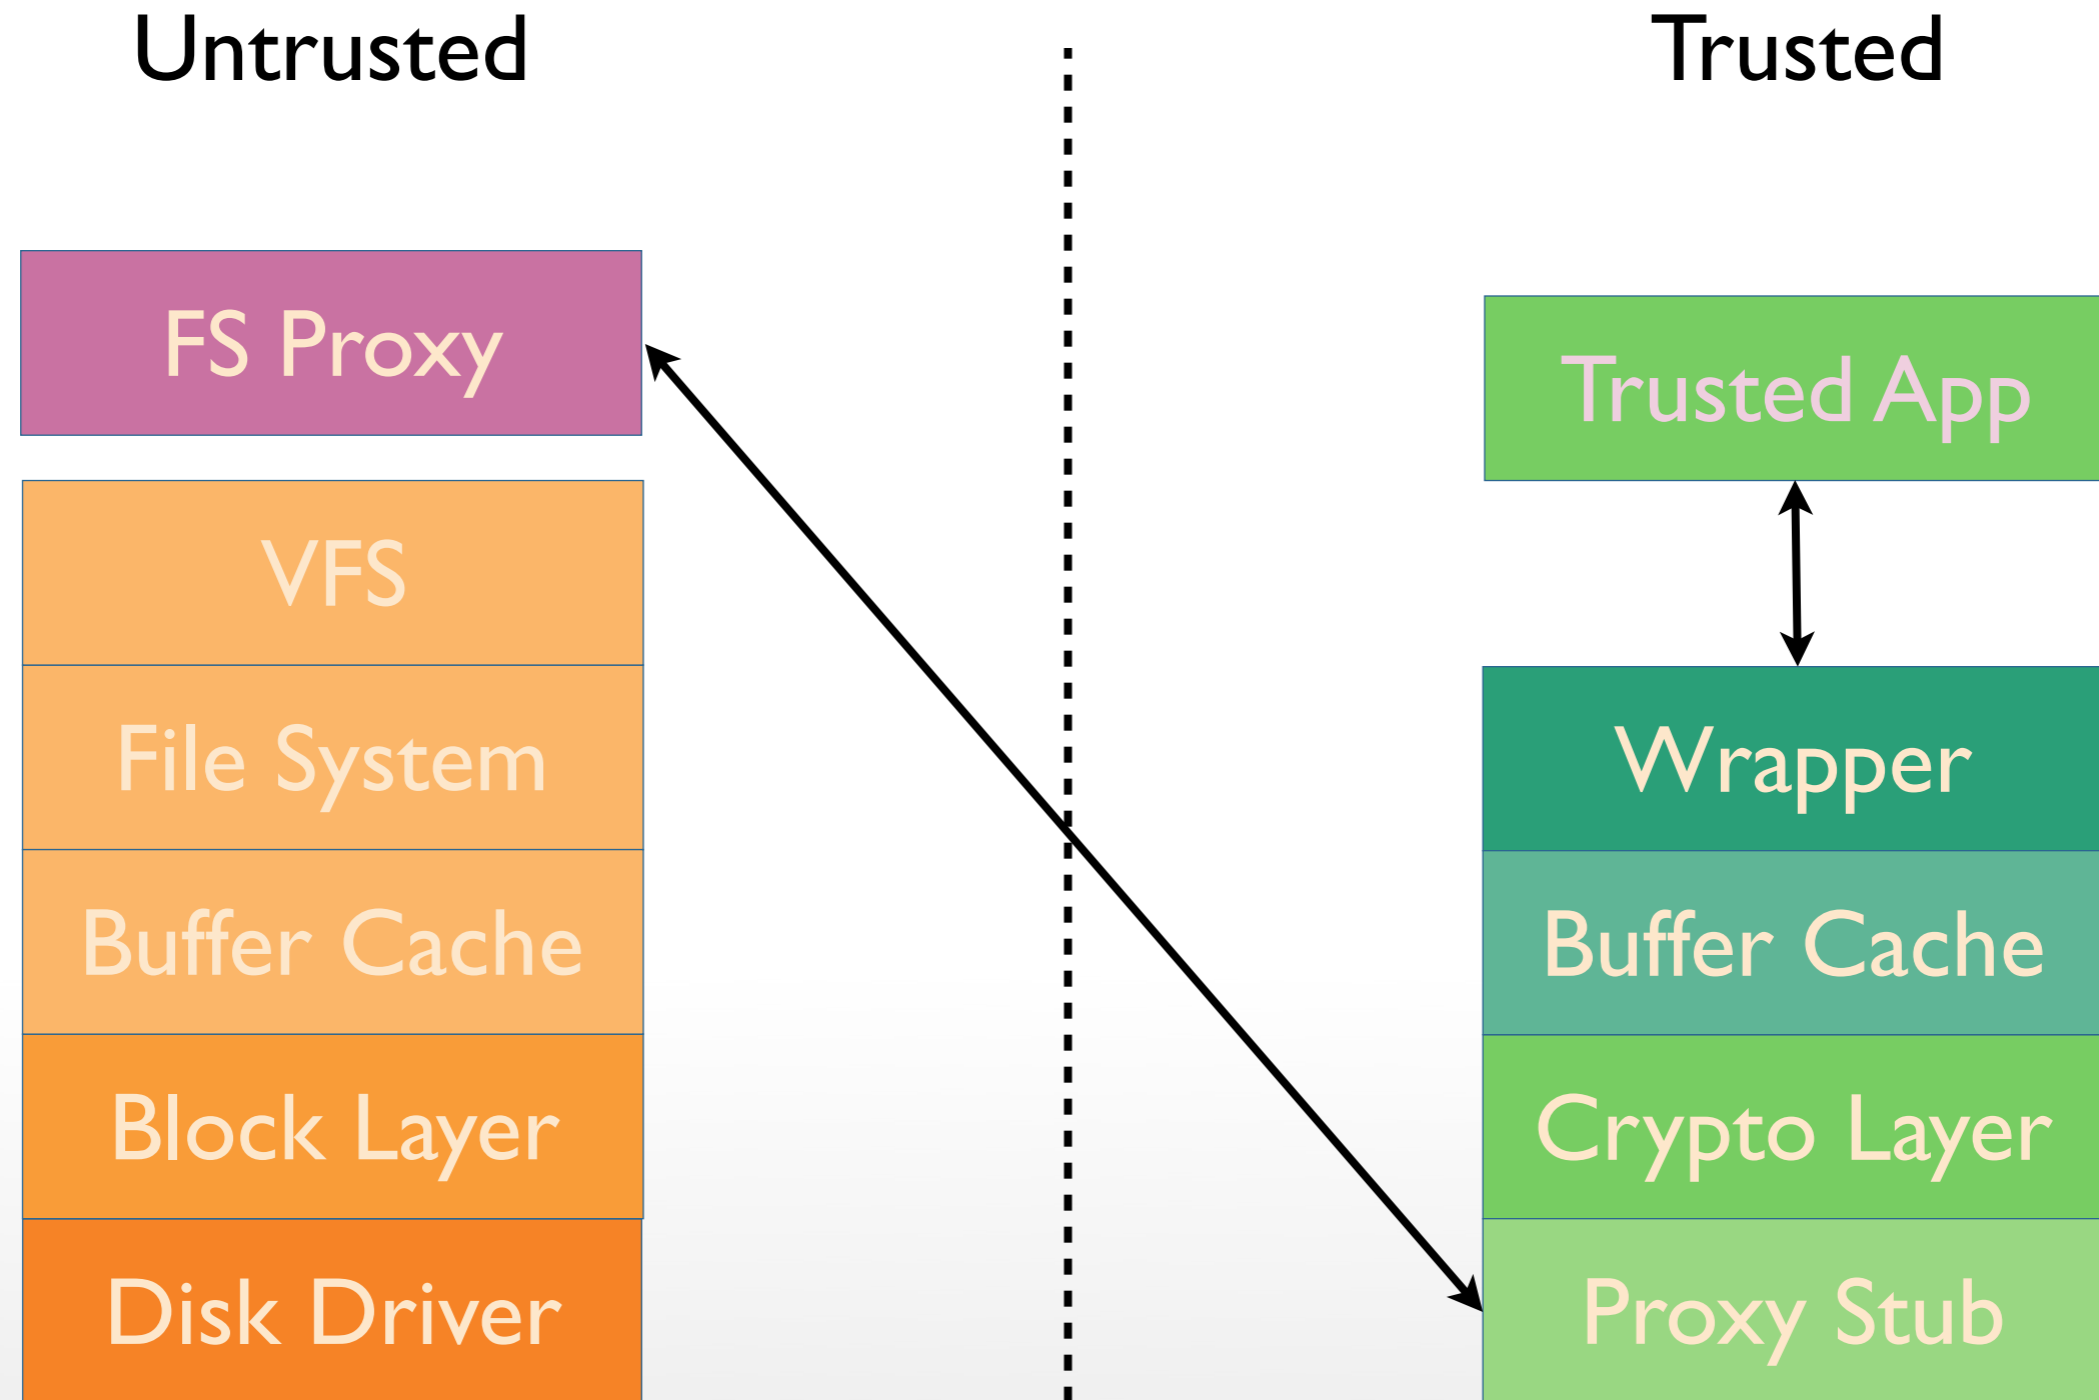 Untrusted
Trusted
FS Proxy
VFS
File System
Buffer Cache
Block Layer
Disk Driver
Trusted App
Wrapper
Buffer Cache
Crypto Layer
Proxy Stub